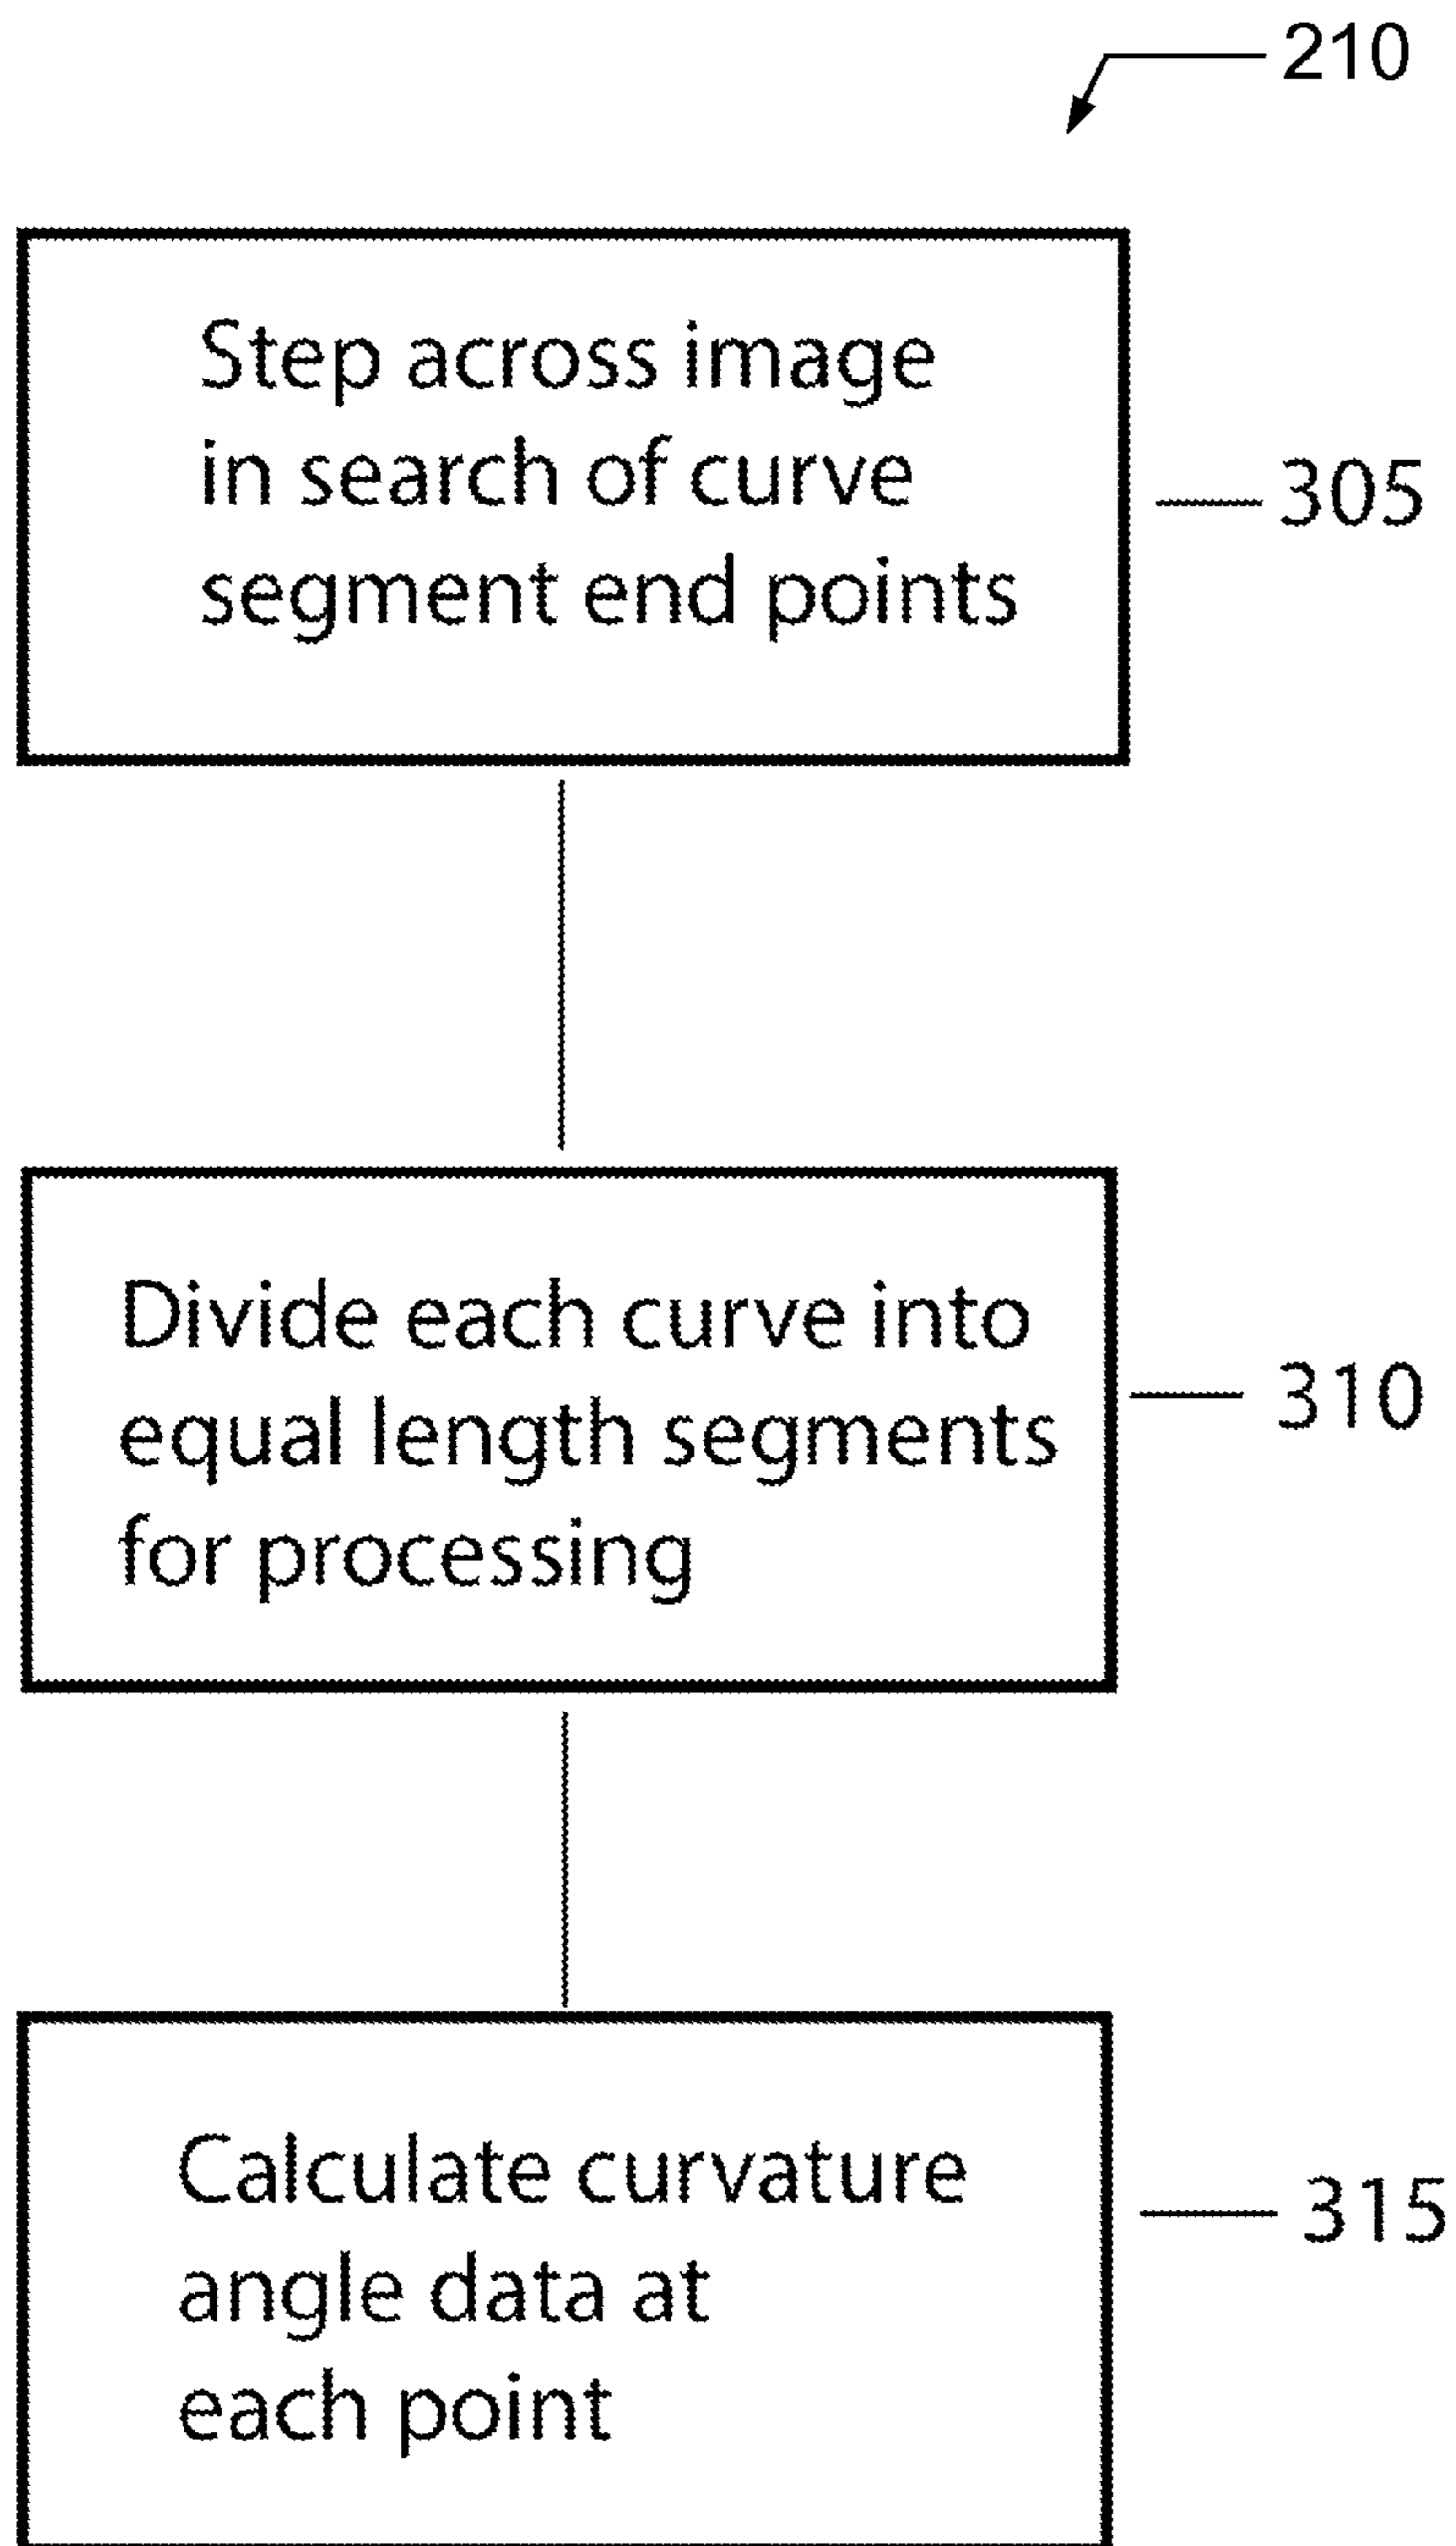 210
Step across image
in search of curve
segment end points
305
Divide each curve into
equal length segments
for processing
310
Calculate curvature
angle data at
each point
315